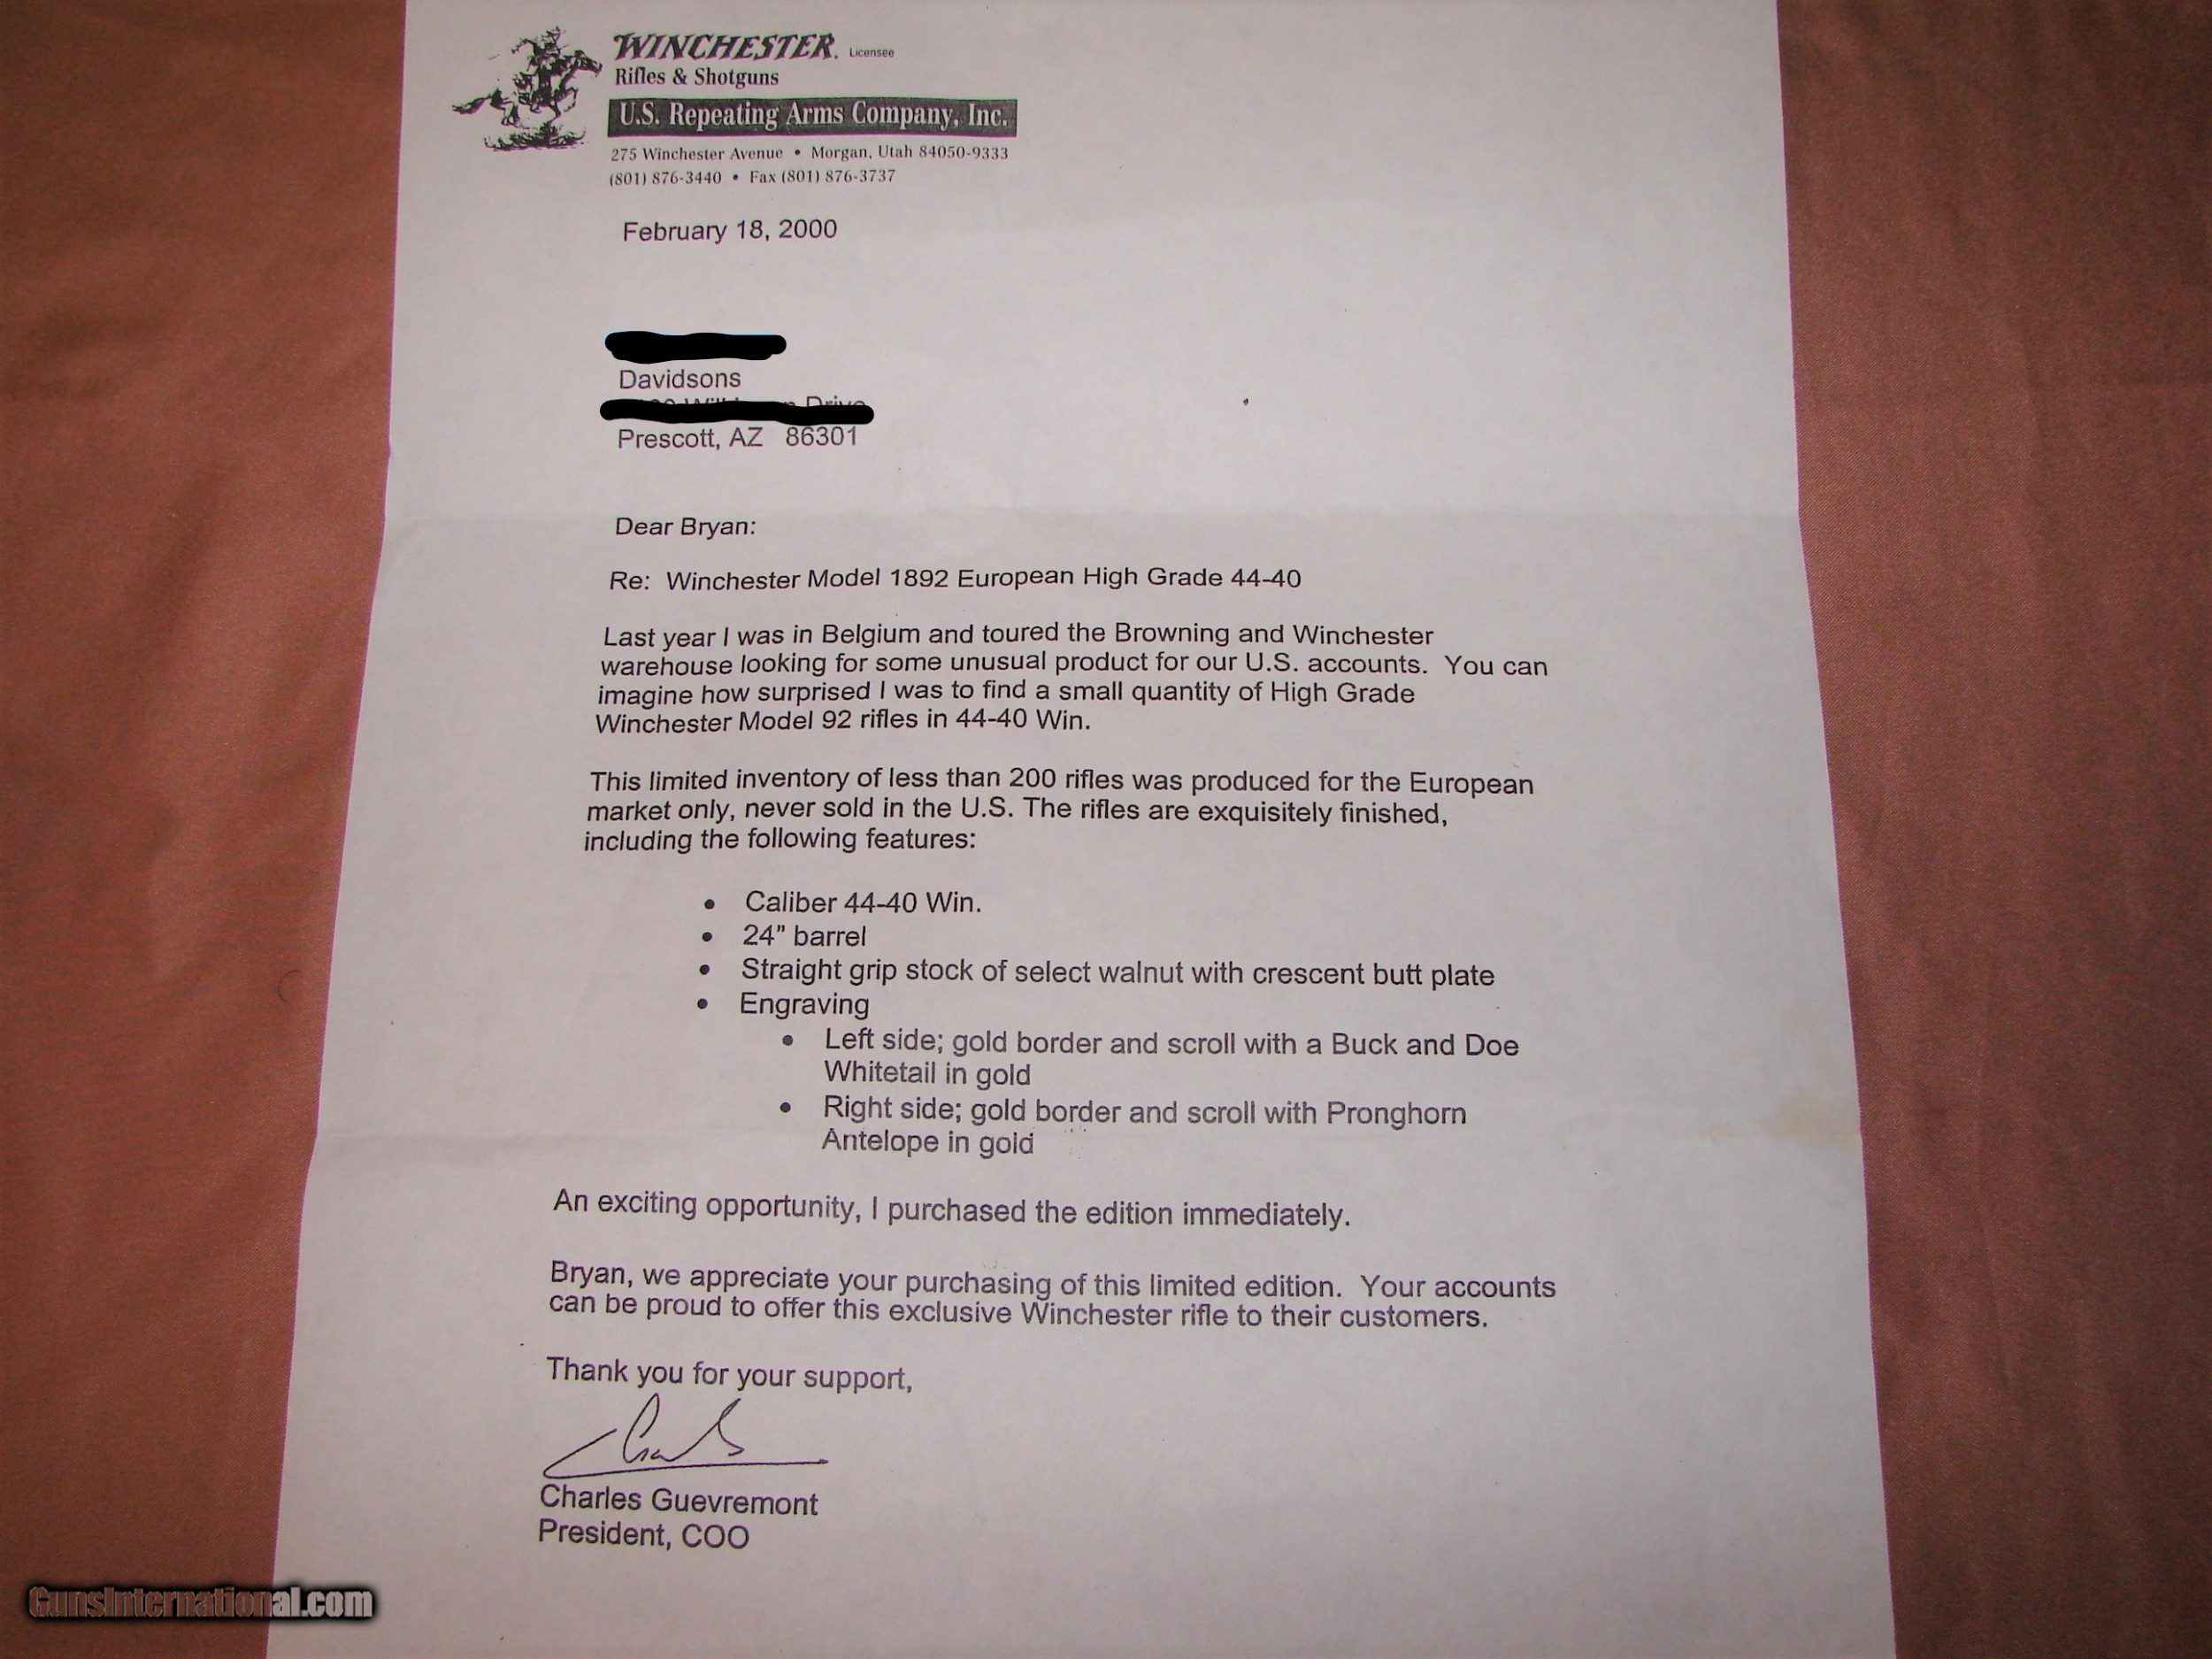 WINCHESTER. Licensee
Rifles & Shotguns
U.S. Repeating Arms Company, Inc.
275 Winchester Avenue • Morgan, Utah 84050-9333
(801) 876-3440 • Fax (801) 876-3737
February 18, 2000
Davidsons
Drive
Prescott, AZ 86301
Dear Bryan:
Re: Winchester Model 1892 European High Grade 44-40
Last year I was in Belgium and toured the Browning and Winchester
warehouse looking for some unusual product for our U.S. accounts. You can
imagine how surprised I was to find a small quantity of High Grade
Winchester Model 92 rifles in 44-40 Win.
This limited inventory of less than 200 rifles was produced for the European
market only, never sold in the U.S. The rifles are exquisitely finished,
including the following features:
• Caliber 44-40 Win.
• 24" barrel
• Straight grip stock of select walnut with crescent butt plate
• Engraving
• Left side; gold border and scroll with a Buck and Doe
Whitetail in gold
• Right side; gold border and scroll with Pronghorn
Antelope in gold
An exciting opportunity, I purchased the edition immediately.
Bryan, we appreciate your purchasing of this limited edition. Your accounts
can be proud to offer this exclusive Winchester rifle to their customers.
Thank you for your support,
Charles Guevremont
President, COO
GunsInternational.com